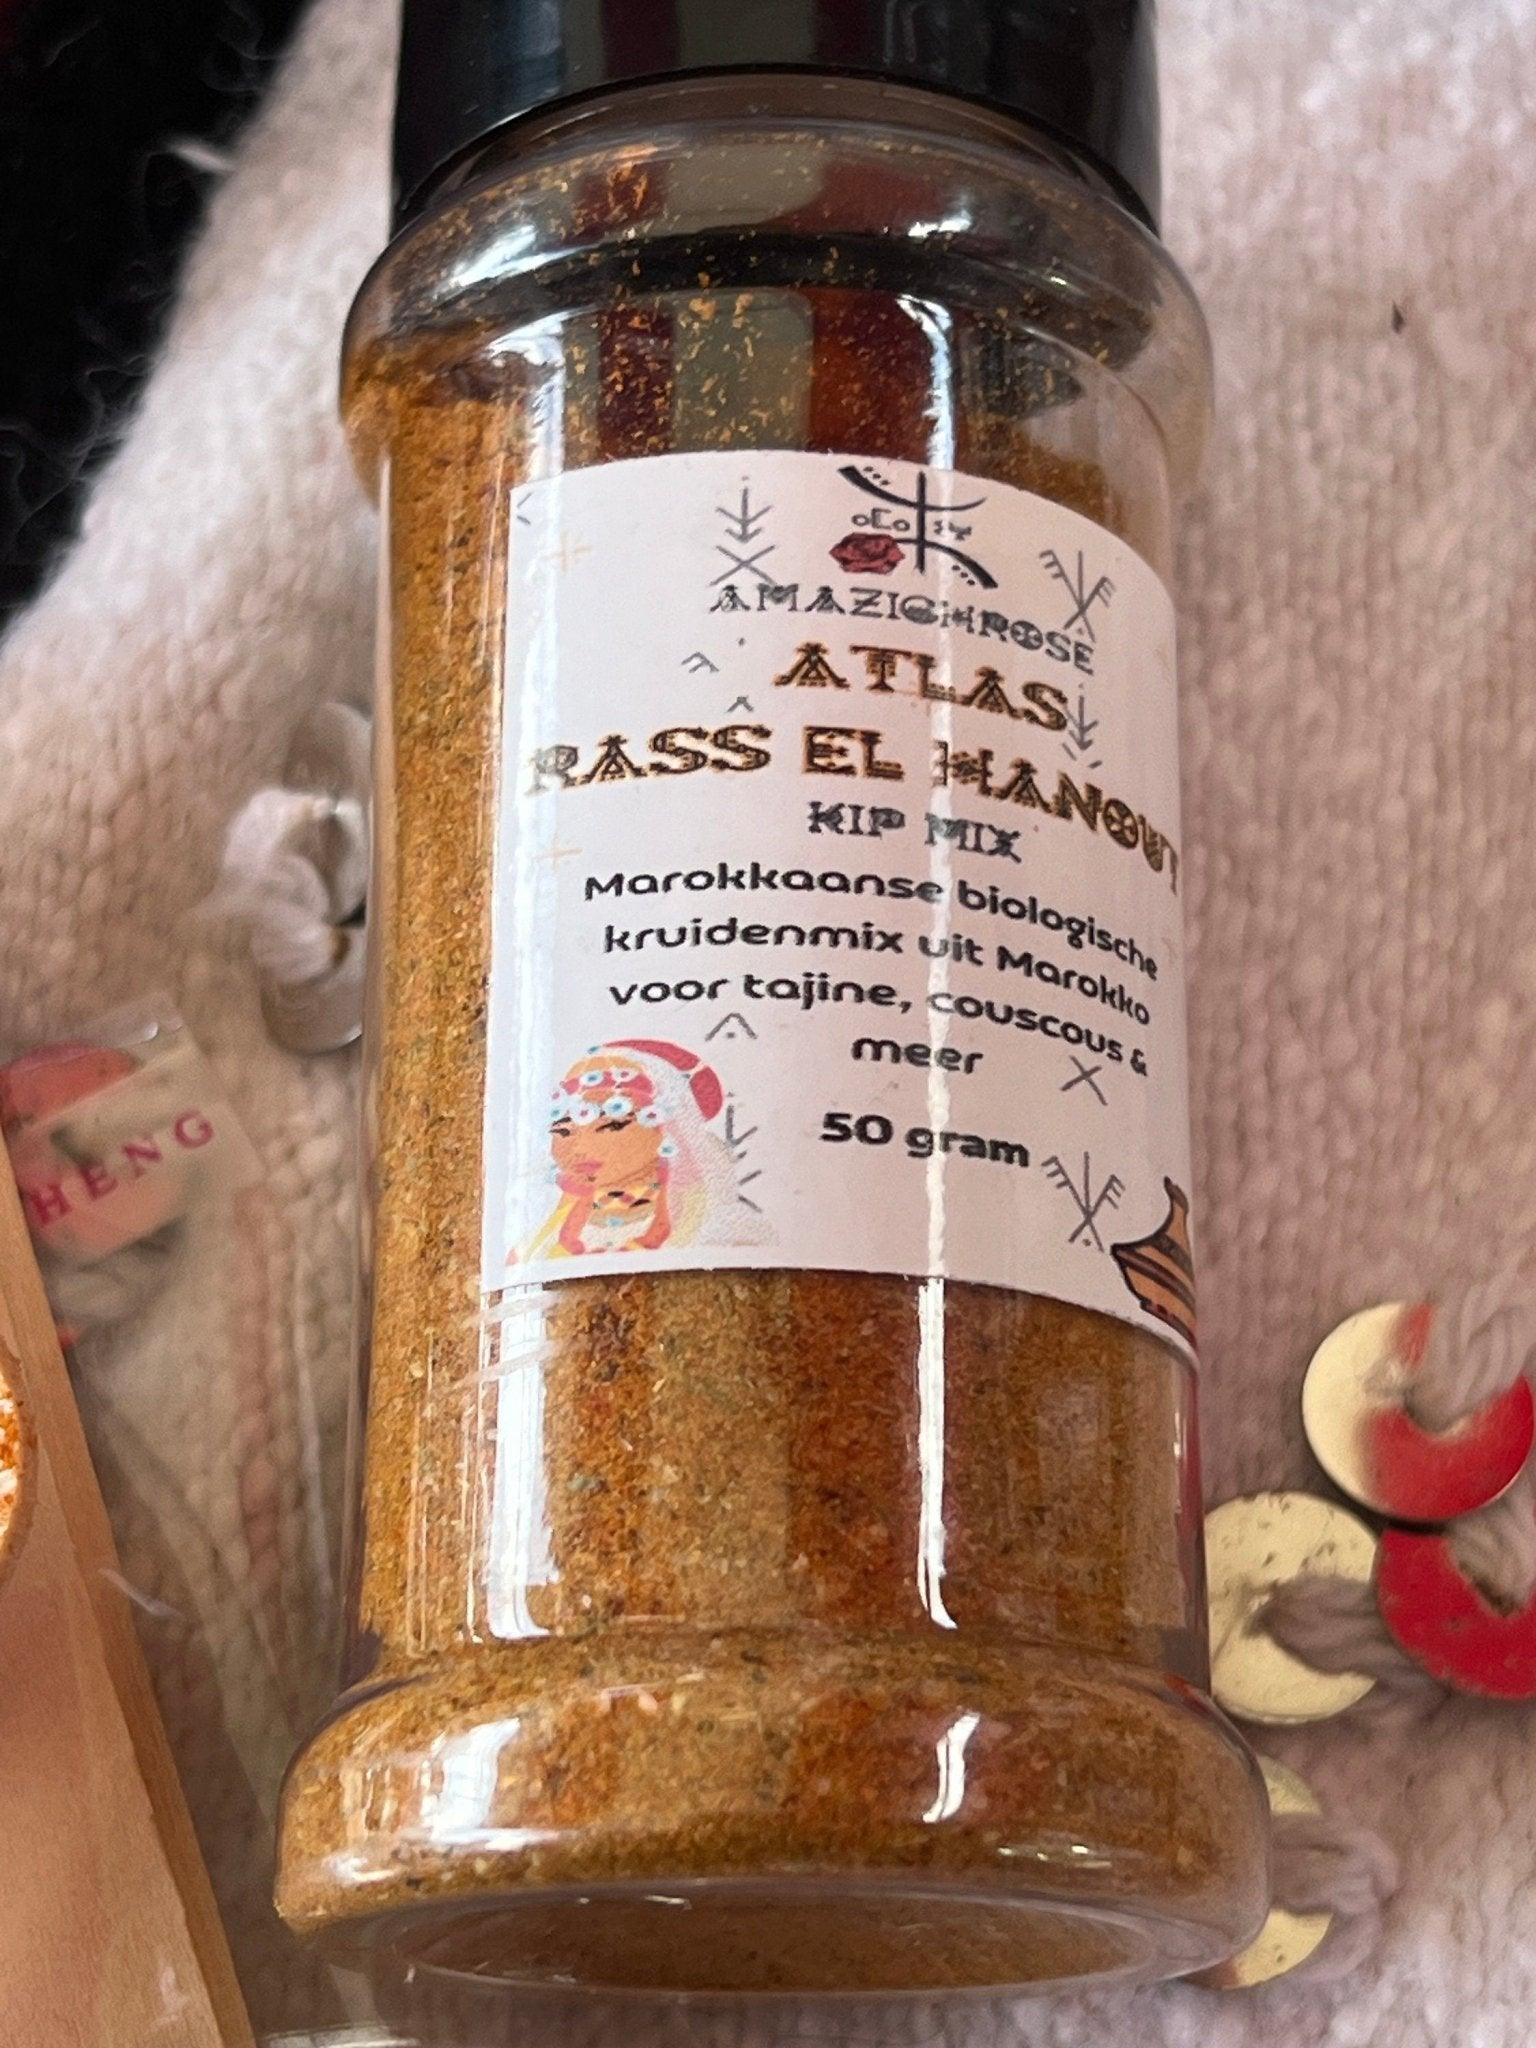 AMAZIGHROSE
ATLAS
RASS EL HANOUT
KIP MIX
Marokkaanse biologische
kruidenmix uit Marokko
voor tajine, couscous &
meer
50 gram
HENG